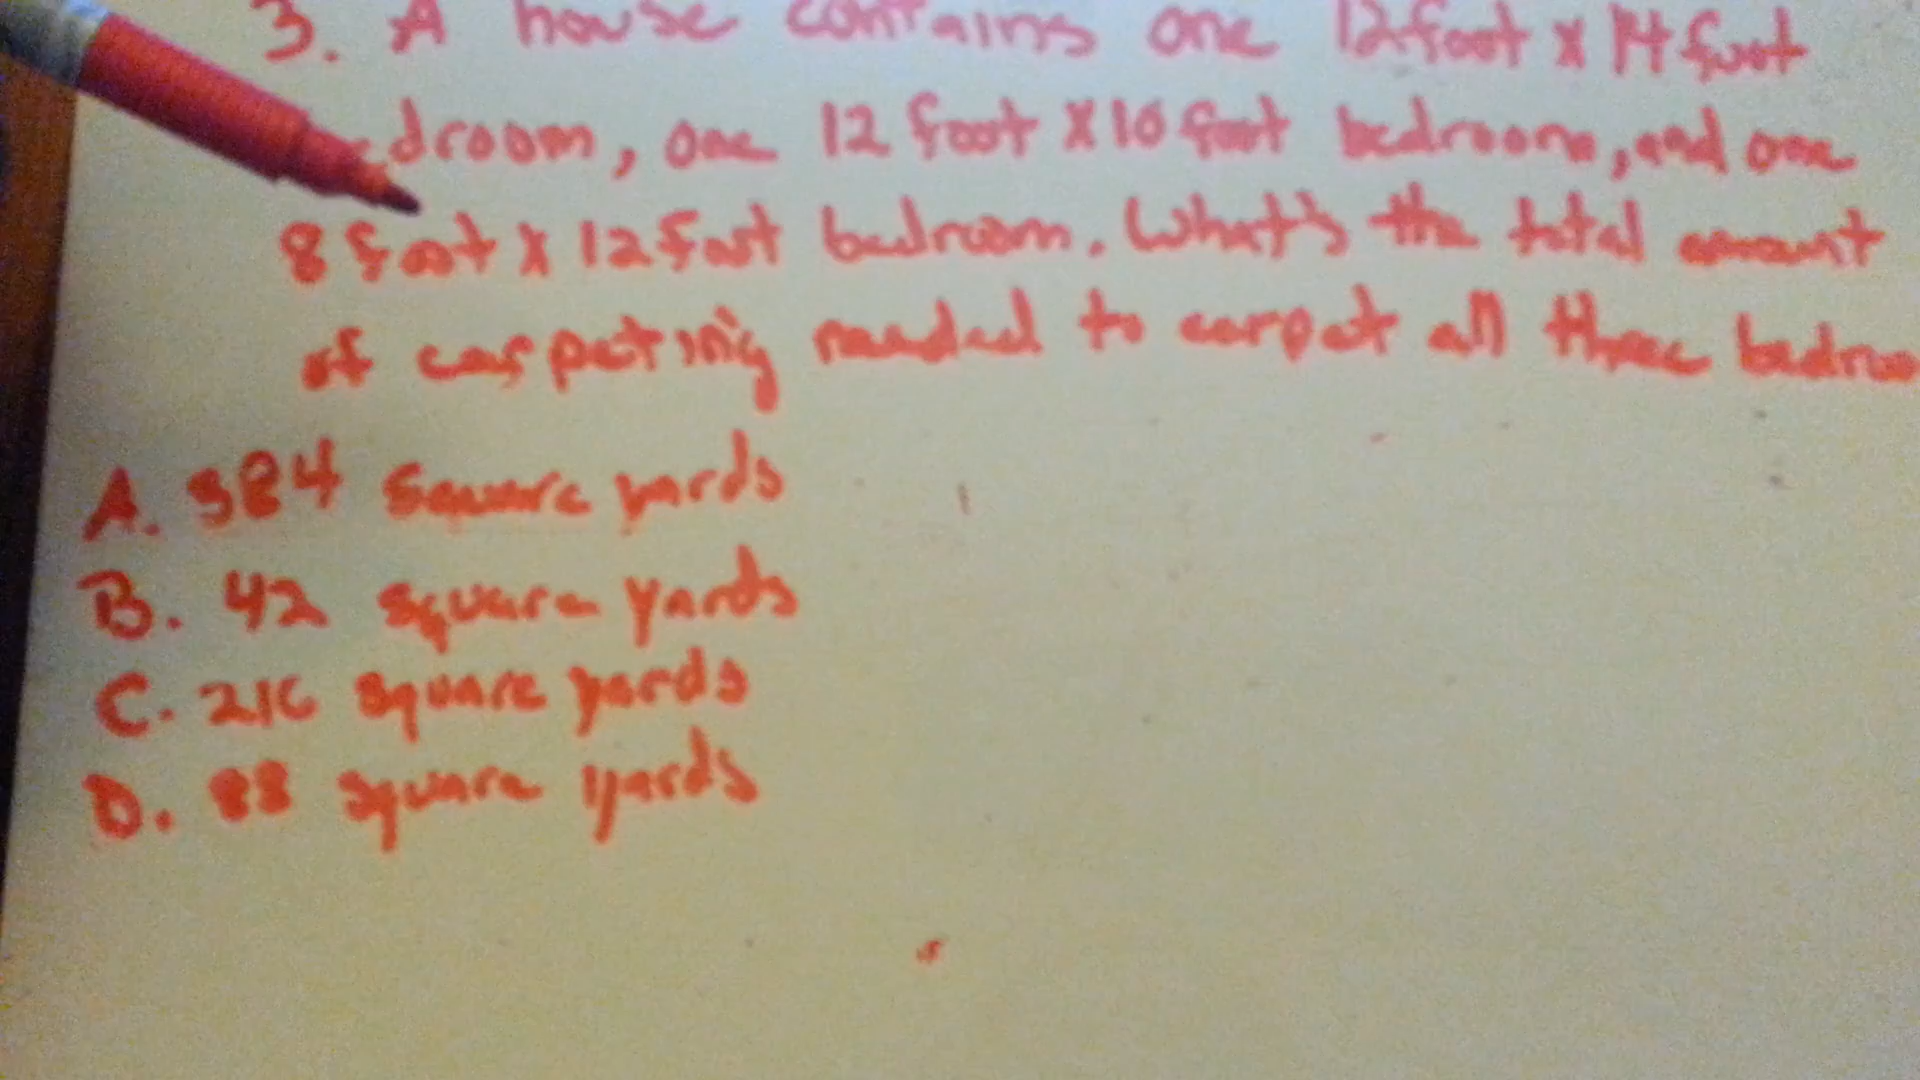 3. A house contains one 12 foot x 14 foot
edroom, one 12 foot x 10 foot bedroom, and one
8 foot x 12 foot bedroom. What's the total amount
of carpeting needed to carpet all three bedroo
A. 384 square yards
B. 42 square yards
C. 216 square yards
D. 88 square yards